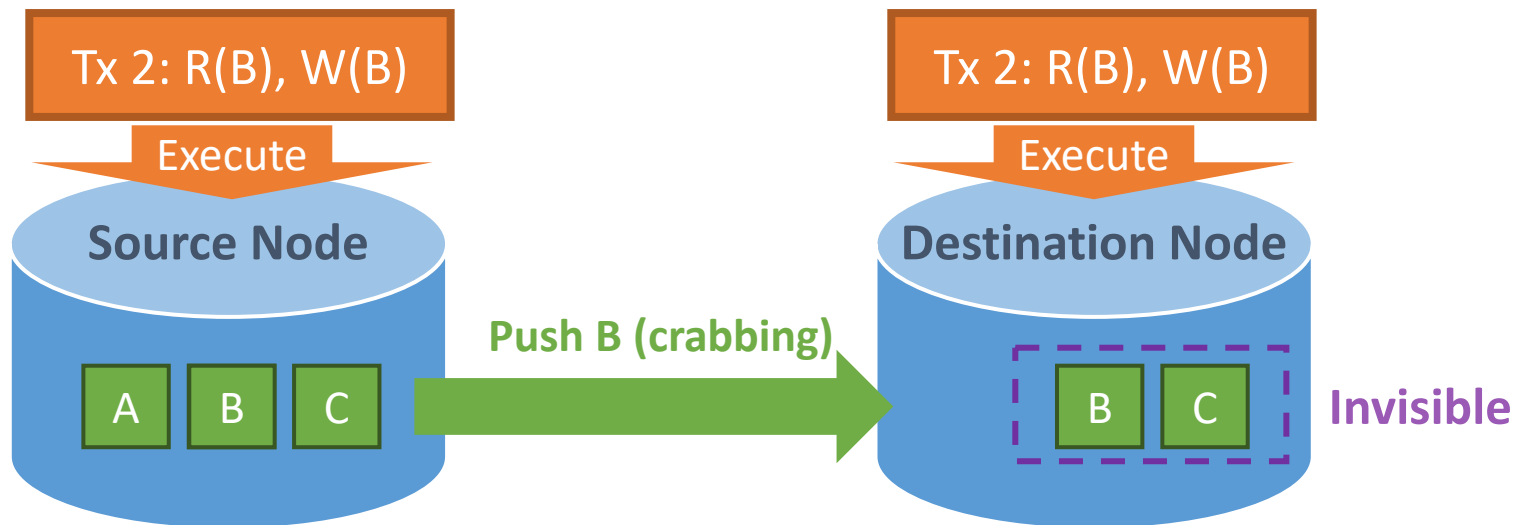 Tx 2: R(B), W(B)
Tx 2: R(B), W(B)
Execute
Execute
Source Node
Destination Node
Push B (crabbing)
A B C
B C
Invisible